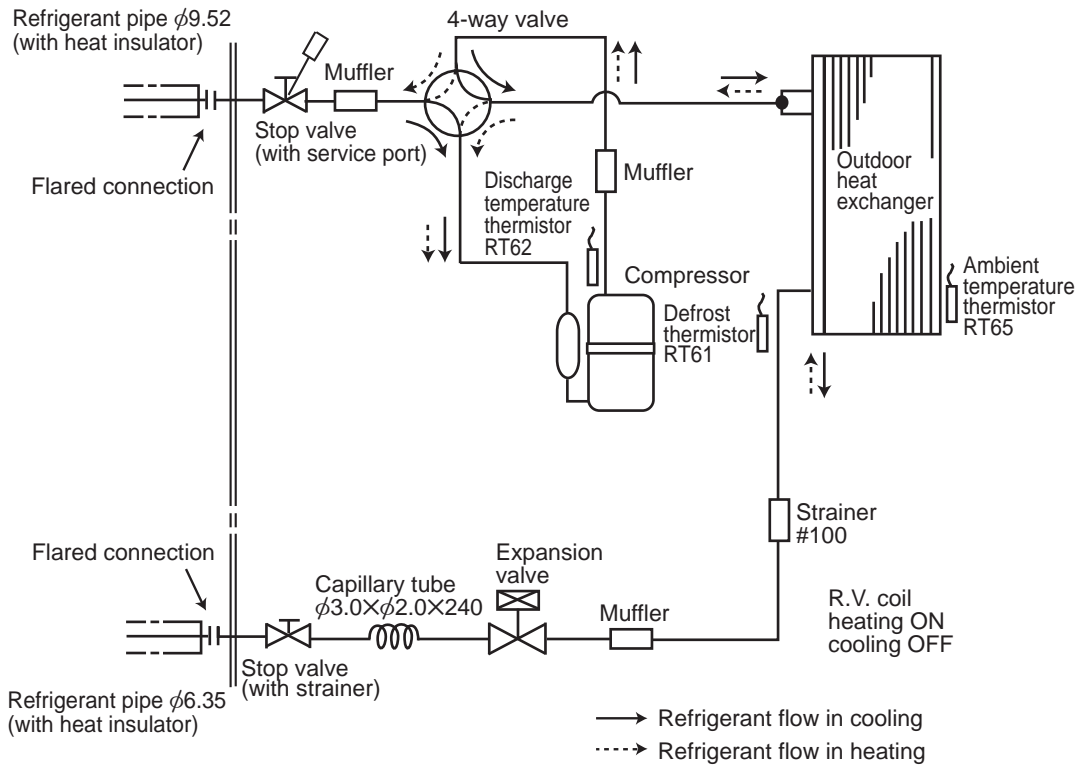 Refrigerant pipe ϕ9.52
(with heat insulator)
4-way valve
Muffler
Stop valve
(with service port)
Flared connection
Discharge
temperature
thermistor
RT62
Muffler
Outdoor
heat
exchanger
Compressor
Defrost
thermistor
RT61
Ambient
temperature
thermistor
RT65
Strainer
#100
Flared connection
Expansion
valve
Capillary tube
ϕ3.0×ϕ2.0×240
Muffler
R.V. coil
heating ON
cooling OFF
Stop valve
(with strainer)
Refrigerant pipe ϕ6.35
(with heat insulator)
Refrigerant flow in cooling
Refrigerant flow in heating